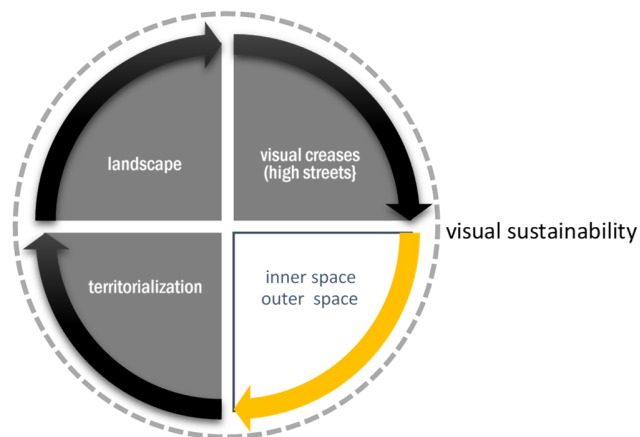 landscape
visual creases
(high streets}
visual sustainability
territorialization
inner space
outer space